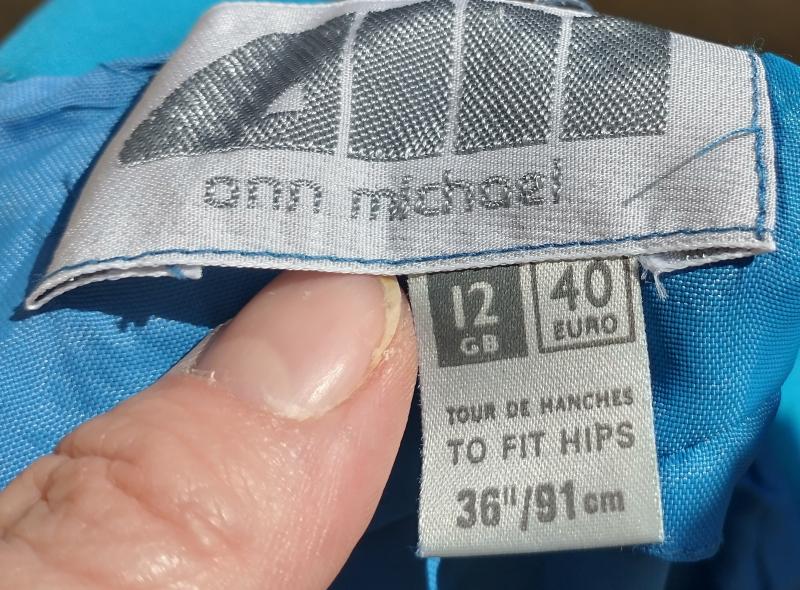 ann michael
12 40
GB EURO
TOUR DE HANCHES
TO FIT HIPS
36"/91cm